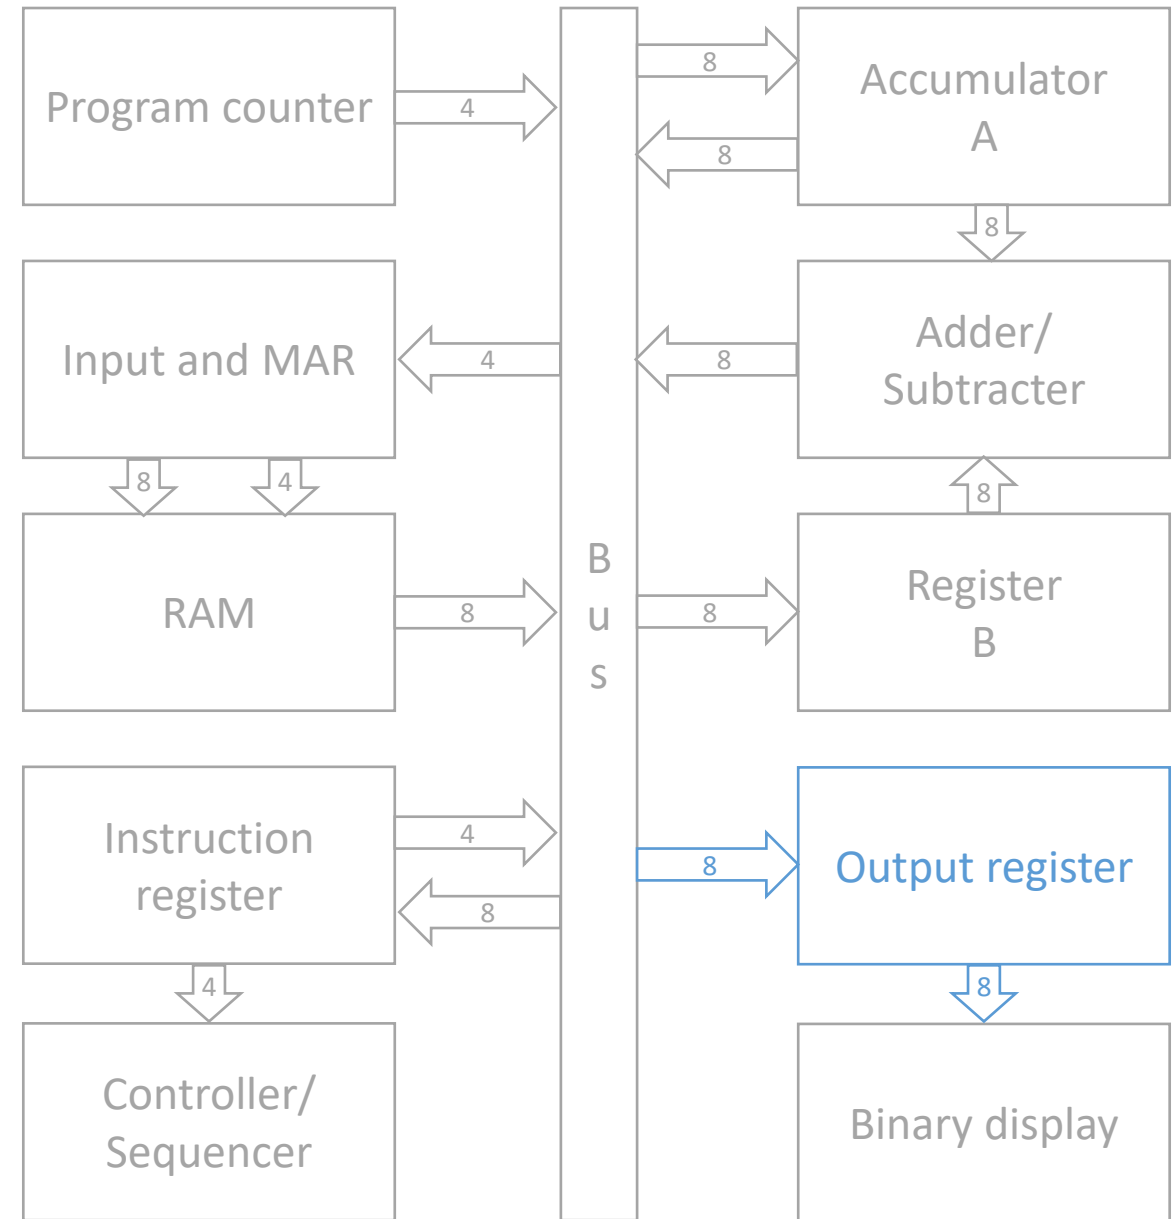 Program counter
4
8
8
Accumulator
A
8
Input and MAR
4
8
Adder/
Subtracter
8
4
8
RAM
8
B
u
s
8
Register
B
Instruction
register
4
8
8
Output register
4
8
Controller/
Sequencer
Binary display